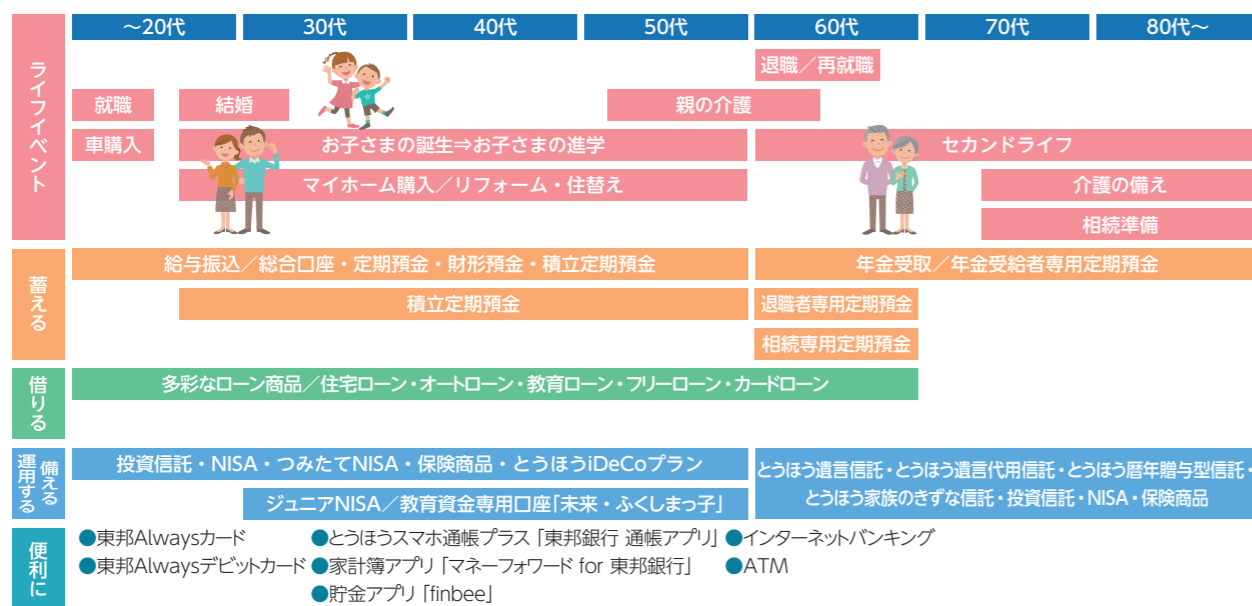 ライフイベント
～20代 30代 40代 50代 60代 70代 80代～
退職／再就職
就職 結婚 親の介護
車購入 お子さまの誕生⇒お子さまの進学 セカンドライフ
マイホーム購入／リフォーム・住替え 介護の備え
相続準備
蓄える
給与振込／総合口座・定期預金・財形預金・積立定期預金 年金受取／年金受給者専用定期預金
積立定期預金 退職者専用定期預金
相続専用定期預金
借りる
多彩なローン商品／住宅ローン・オートローン・教育ローン・フリーローン・カードローン
備える
運用する
投資信託・NISA・つみたてNISA・保険商品・とうほうiDeCoプラン
ジュニアNISA／教育資金専用口座「未来・ふくしまっ子」
とうほう遺言信託・とうほう遺言代用信託・とうほう暦年贈与型信託・
とうほう家族のきずな信託・投資信託・NISA・保険商品
便利に
●東邦Alwaysカード ●とうほうスマホ通帳プラス「東邦銀行 通帳アプリ」 ●インターネットバンキング
●東邦Alwaysデビットカード ●家計簿アプリ「マネーフォワード for 東邦銀行」 ●ATM
●貯金アプリ「finbee」